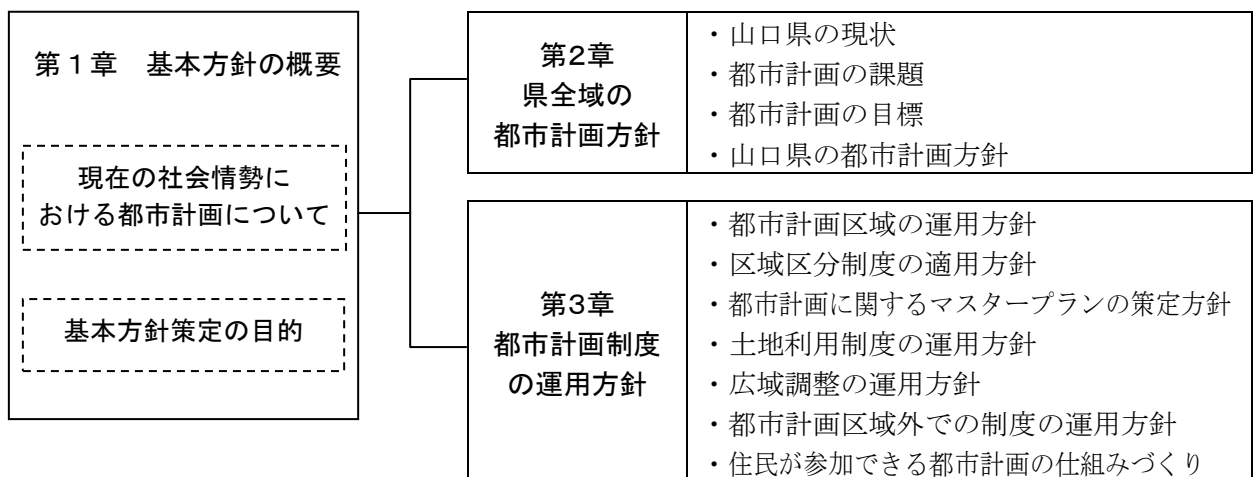 第1章　基本方針の概要
現在の社会情勢に
おける都市計画について
基本方針策定の目的
第2章
県全域の
都市計画方針
・山口県の現状
・都市計画の課題
・都市計画の目標
・山口県の都市計画方針
第3章
都市計画制度
の運用方針
・都市計画区域の運用方針
・区域区分制度の適用方針
・都市計画に関するマスタープランの策定方針
・土地利用制度の運用方針
・広域調整の運用方針
・都市計画区域外での制度の運用方針
・住民が参加できる都市計画の仕組みづくり